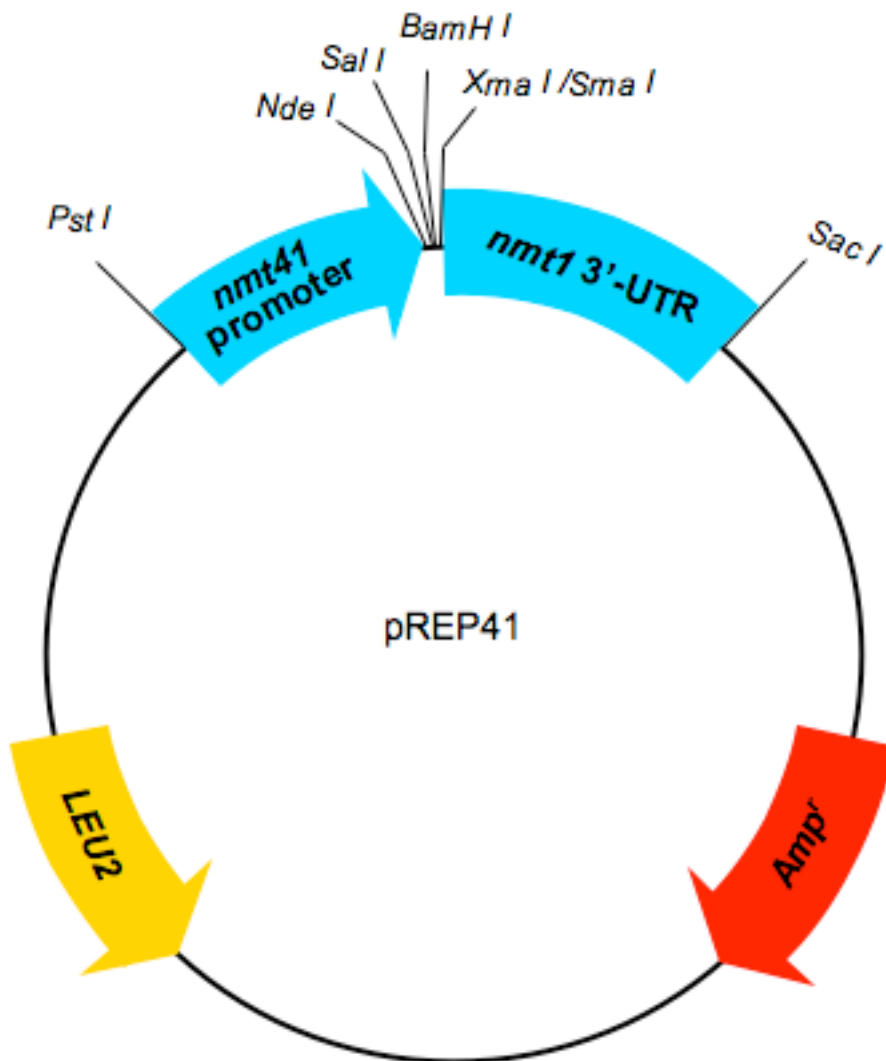 BamH I
Sal I
Xma I /Sma I
Nde I
Pst I
nmt41
promoter
nmt1 3’-UTR
Sac I
pREP41
LEU2
Ampʳ